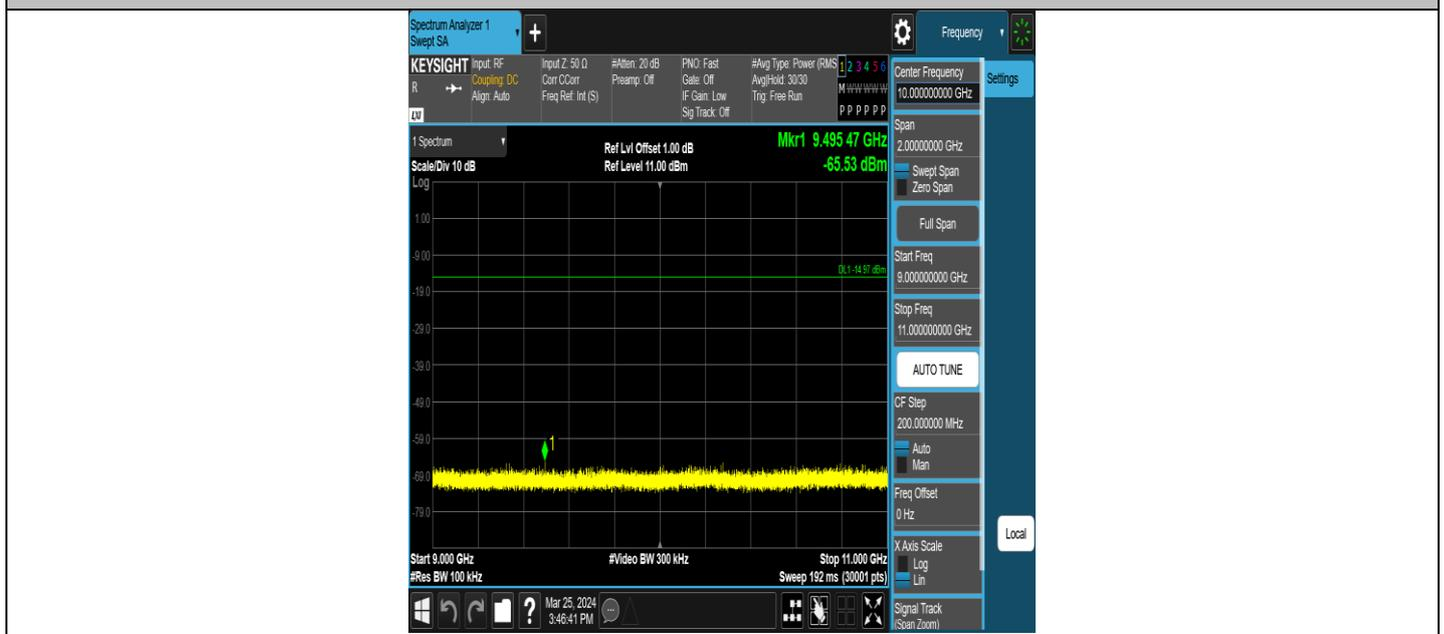 Spectrum Analyzer 1
Swept SA
+
Frequency
KEYSIGHT
R
LXI
Input: RF
Coupling: DC
Align: Auto
Input Z: 50 Ω
Corr CCorr
Freq Ref: Int (S)
#Atten: 20 dB
Preamp: Off
PNO: Fast
Gate: Off
IF Gain: Low
Sig Track: Off
#Avg Type: Power (RMS
Avg|Hold: 30/30
Trig: Free Run
1 2 3 4 5 6
M W W W W W
P P P P P P
1 Spectrum
Scale/Div 10 dB
Ref Lvl Offset 1.00 dB
Ref Level 11.00 dBm
Mkr1 9.495 47 GHz
-65.53 dBm
Log
1.00
-9.00
DL1 -14.97 dBm
-19.0
-29.0
-39.0
-49.0
-59.0
1
-69.0
-79.0
Start 9.000 GHz
#Video BW 300 kHz
Stop 11.000 GHz
#Res BW 100 kHz
Sweep 192 ms (30001 pts)
?
Mar 25, 2024
3:46:41 PM
Center Frequency
10.000000000 GHz
Settings
Span
2.00000000 GHz
Swept Span
Zero Span
Full Span
Start Freq
9.000000000 GHz
Stop Freq
11.000000000 GHz
AUTO TUNE
CF Step
200.000000 MHz
Auto
Man
Freq Offset
0 Hz
X Axis Scale
Log
Lin
Local
Signal Track
(Span Zoom)